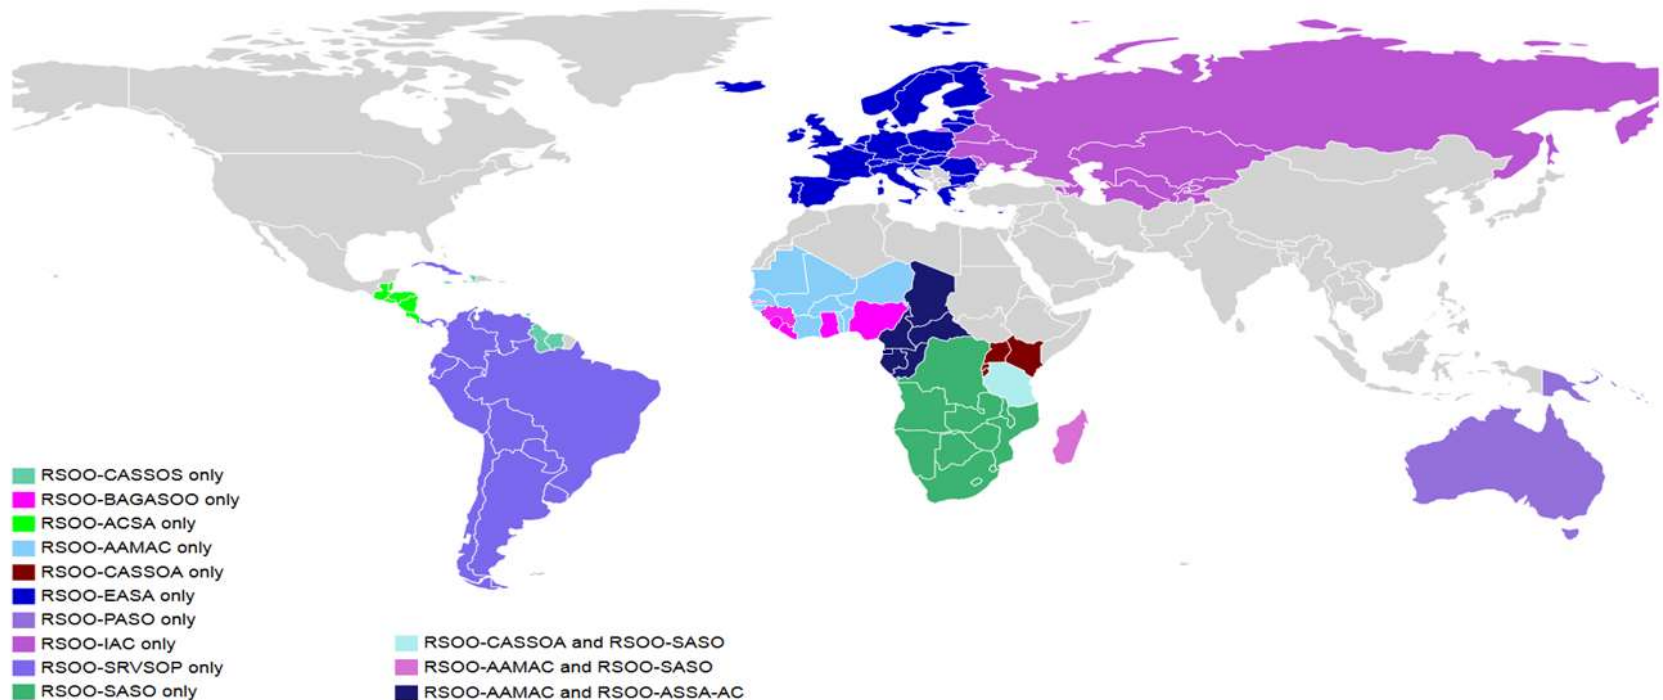 RSOO-CASSOS only
RSOO-BAGASOO only
RSOO-ACSA only
RSOO-AAMAC only
RSOO-CASSOA only
RSOO-EASA only
RSOO-PASO only
RSOO-IAC only
RSOO-SRVSOP only
RSOO-SASO only
RSOO-CASSOA and RSOO-SASO
RSOO-AAMAC and RSOO-SASO
RSOO-AAMAC and RSOO-ASSA-AC